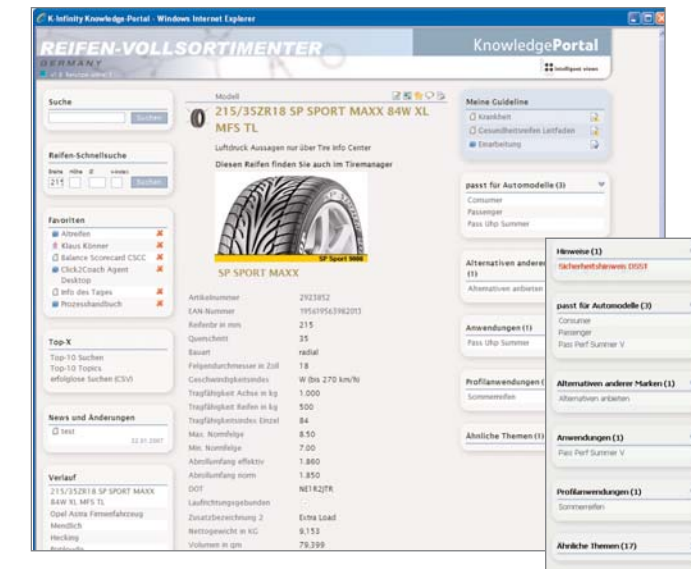 K-Infinity Knowledge-Portal - Windows Internet Explorer
REIFEN-VOLLSORTIMENTER
GERMANY
KnowledgePortal
intelligent views
Suche
Suchen
Reifen-Schnellsuche
Breite Höhe
215
Suchen
Favoriten
Altreifen
Klaus Könner
Balance Scorecard CSCC
Click2Coach Agent
Desktop
Info des Tages
Prozesshandbuch
Top-X
Top-10 Suchen
Top-10 Topics
erfolglose Suchen (CSV)
News und Änderungen
test
22.01.2007
Verlauf
215/35ZR18 SP SPORT MAXX
84W XL MFS TL
Opel Astra Fernsehfahrzeug
Mendlich
Hecking
Modell
215/35ZR18 SP SPORT MAXX 84W XL
MFS TL
Luftdruck Aussagen nur über Tire Info Center
Diesen Reifen finden Sie auch im Tiremanager
SP Sport 9000
SP SPORT MAXX
Artikelnummer 2923852
EAN-Nummer 195619563982013
Reifenbr in mm 215
Querschnitt 35
Bauart radial
Felgendurchmesser in Zoll 18
Geschwindigkeitsindex W (bis 270 km/h)
Tragfähigkeit Achse in kg 1.000
Tragfähigkeit Reifen in kg 500
Tragfähigkeitsindex Einzel 84
Max. Normfelge 8.50
Min. Normfelge 7.00
Abrollumfang effektiv 1.860
Abrollumfang norm 1.850
DOT NE1R2JTR
Laufrichtungsgebunden
Zusatzbezeichnung 2 Extra Load
Nettogewicht in KG 9,153
Volumen in qm 79,399
Meine Guideline
Krankheit
Gesundheitsreifen Leitfaden
Einarbeitung
passt für Automodelle (3)
Consumer
Passenger
Pass Uhp Summer
Alternativen anderer
(1)
Alternativen anbieten
Anwendungen (1)
Pass Uhp Summer
Profilanwendungen (
Sommerreifen
Ähnliche Themen (1)
Hinweise (1)
Sicherheitshinweis DSST
passt für Automodelle (3)
Consumer
Passenger
Pass Perf Summer V
Alternativen anderer Marken (1)
Alternativen anbieten
Anwendungen (1)
Pass Perf Summer V
Profilanwendungen (1)
Sommerreifen
Ähnliche Themen (17)